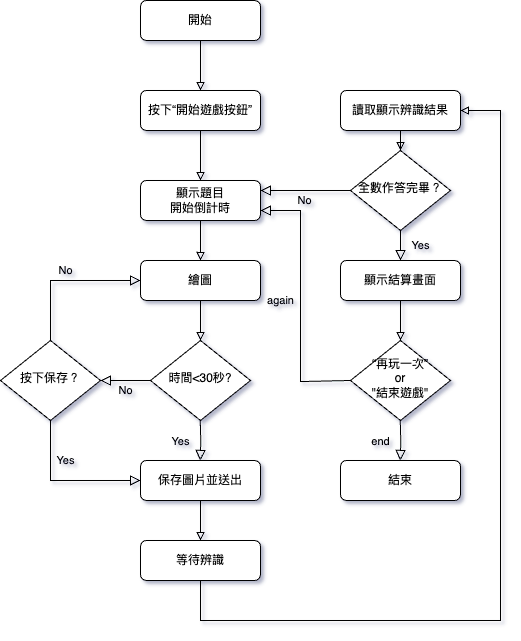 開始
按下“開始遊戲按鈕”
顯示題目
開始倒計時
繪圖
時間<30秒?
No
按下保存？
No
Yes
Yes
保存圖片並送出
等待辨識
讀取顯示辨識結果
全數作答完畢？
No
Yes
顯示結算畫面
“再玩一次”
or
"結束遊戲"
again
end
結束